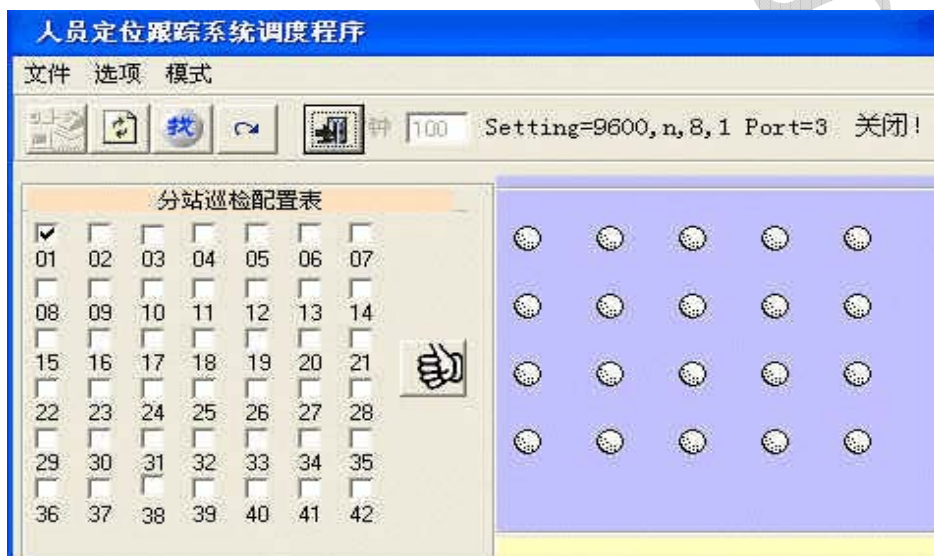 人员定位跟踪系统调度程序
文件 选项 模式
找 钟 100 Setting=9600,n,8,1 Port=3 关闭!
分站巡检配置表
01 02 03 04 05 06 07
08 09 10 11 12 13 14
15 16 17 18 19 20 21
22 23 24 25 26 27 28
29 30 31 32 33 34 35
36 37 38 39 40 41 42